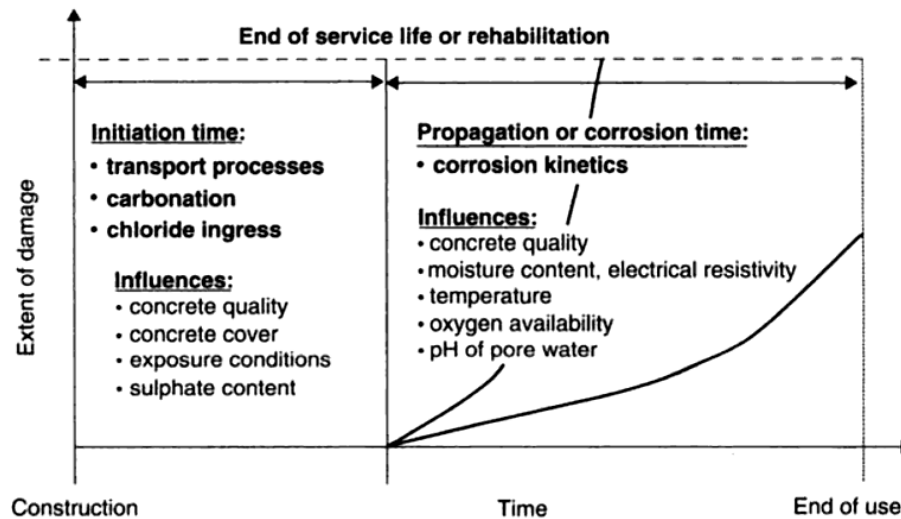 End of service life or rehabilitation
Initiation time:
• transport processes
• carbonation
• chloride ingress
Influences:
• concrete quality
• concrete cover
• exposure conditions
• sulphate content
Propagation or corrosion time:
• corrosion kinetics
Influences:
• concrete quality
• moisture content, electrical resistivity
• temperature
• oxygen availability
• pH of pore water
Extent of damage
Construction
Time
End of use